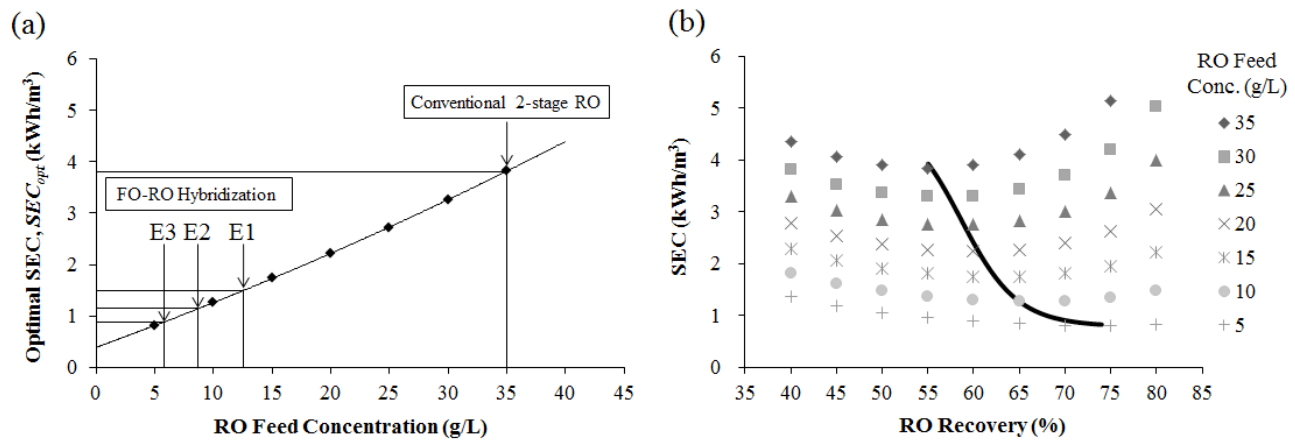 (a)
Optimal SEC, SECopt (kWh/m³)
6
5
4
3
2
1
0
Conventional 2-stage RO
FO-RO Hybridization
E3 E2 E1
0 5 10 15 20 25 30 35 40 45
RO Feed Concentration (g/L)
(b)
SEC (kWh/m³)
6
5
4
3
2
1
0
35 40 45 50 55 60 65 70 75 80 85
RO Recovery (%)
RO Feed
Conc. (g/L)
35
30
25
20
15
10
5